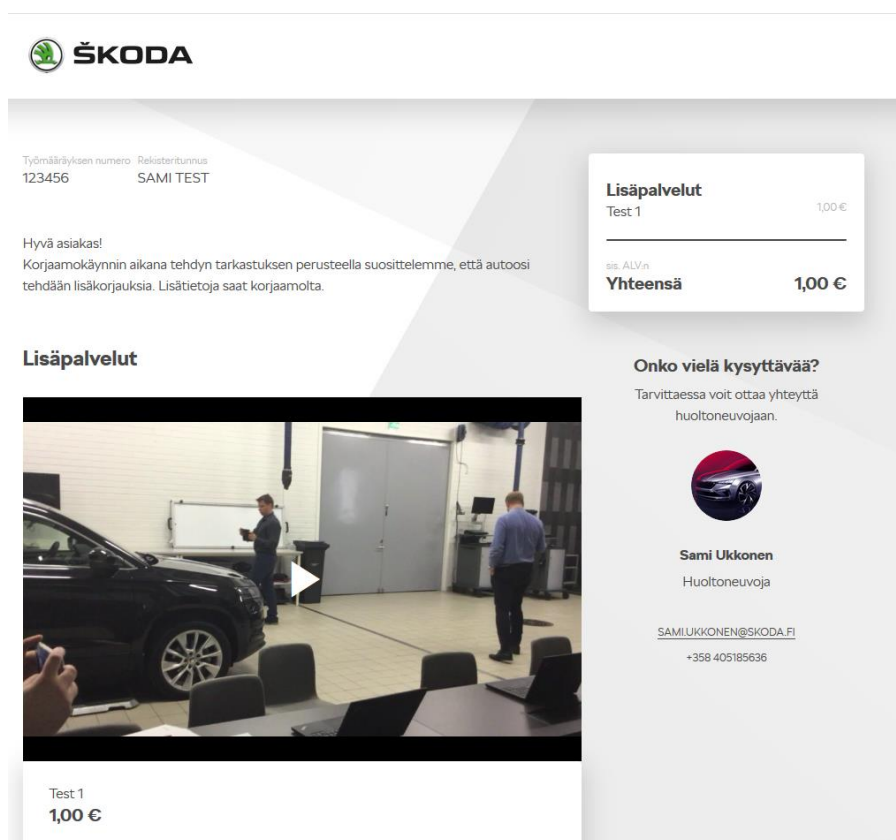 ŠKODA
Työmääräyksen numero Rekisteritunnus
123456 SAMI TEST
Hyvä asiakas!
Korjaamokäynnin aikana tehdyn tarkastuksen perusteella suosittelemme, että autoosi
tehdään lisäkorjauksia. Lisätietoja saat korjaamolta.
Lisäpalvelut
Test 1
1,00 €
Lisäpalvelut
Test 1 1,00 €
sis. ALV:n
Yhteensä 1,00 €
Onko vielä kysyttävää?
Tarvittaessa voit ottaa yhteyttä
huoltoneuvojaan.
Sami Ukkonen
Huoltoneuvoja
SAMI.UKKONEN@SKODA.FI
+358 405185636